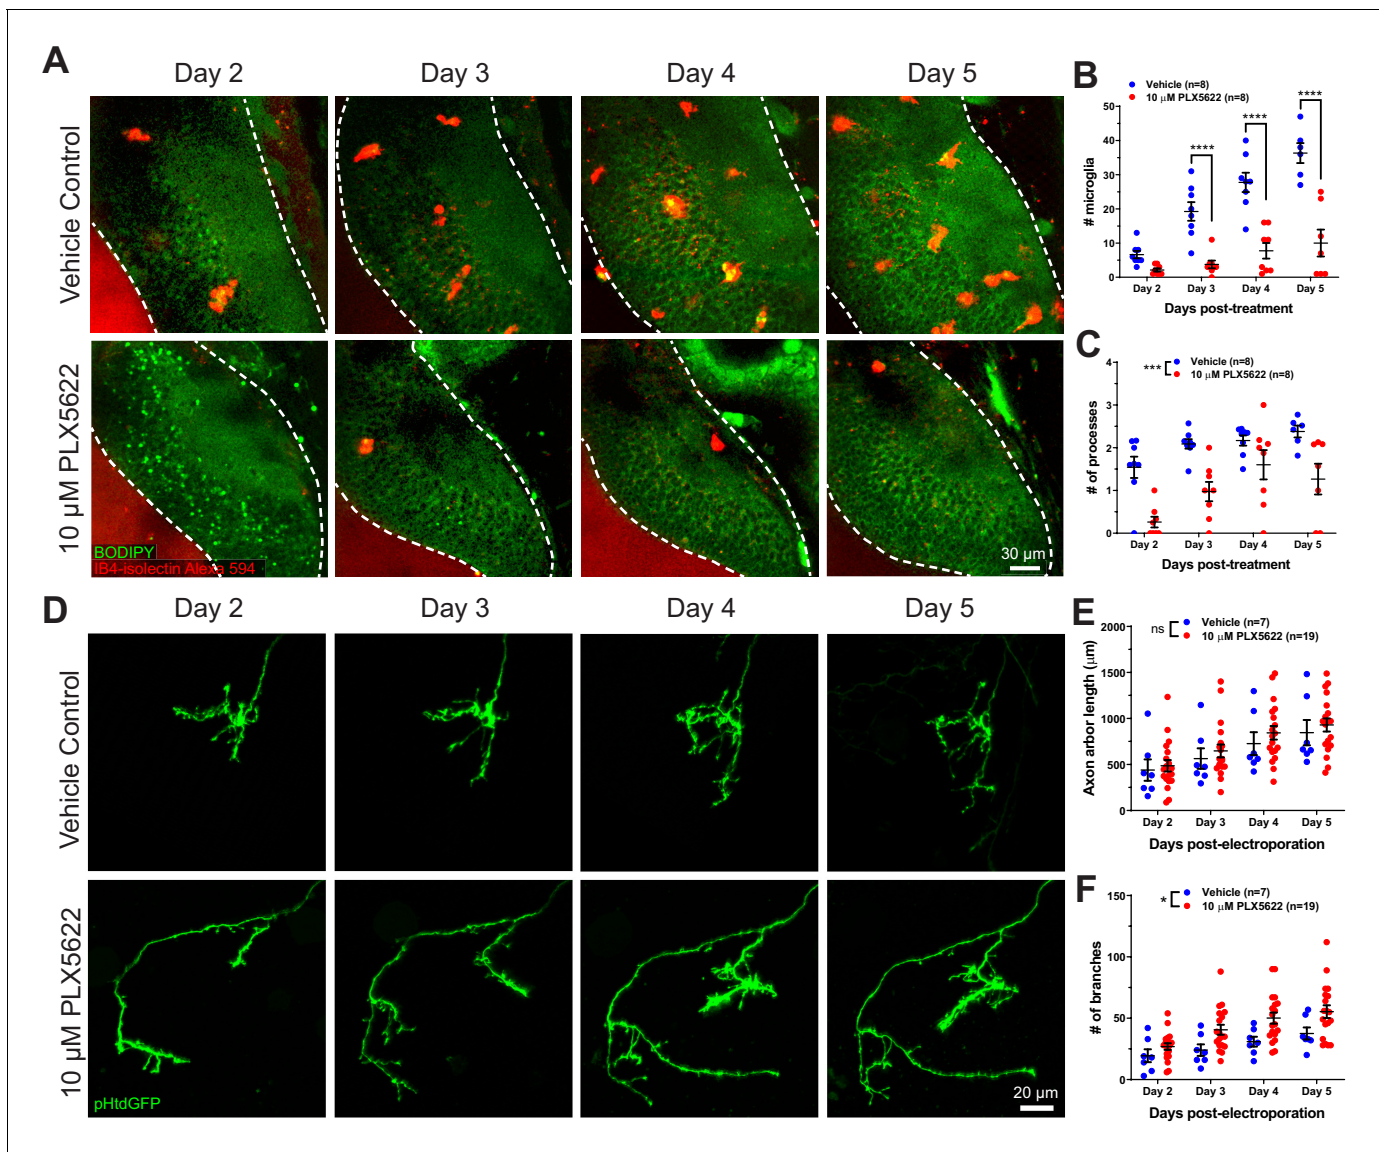 A
Day 2
Day 3
Day 4
Day 5
Vehicle Control
10 µM PLX5622
BODIPY
IB4-isolectin Alexa 594
30 µm
B
Vehicle (n=8)
10 µM PLX5622 (n=8)
# microglia
50
40
30
20
10
0
****
****
****
Day 2
Day 3
Day 4
Day 5
Days post-treatment
C
Vehicle (n=8)
10 µM PLX5622 (n=8)
***
# of processes
4
3
2
1
0
Day 2
Day 3
Day 4
Day 5
Days post-treatment
D
Day 2
Day 3
Day 4
Day 5
Vehicle Control
10 µM PLX5622
pHtdGFP
20 µm
E
Vehicle (n=7)
10 µM PLX5622 (n=19)
ns
Axon arbor length (µm)
2000
1500
1000
500
0
Day 2
Day 3
Day 4
Day 5
Days post-electroporation
F
Vehicle (n=7)
10 µM PLX5622 (n=19)
*
# of branches
150
100
50
0
Day 2
Day 3
Day 4
Day 5
Days post-electroporation